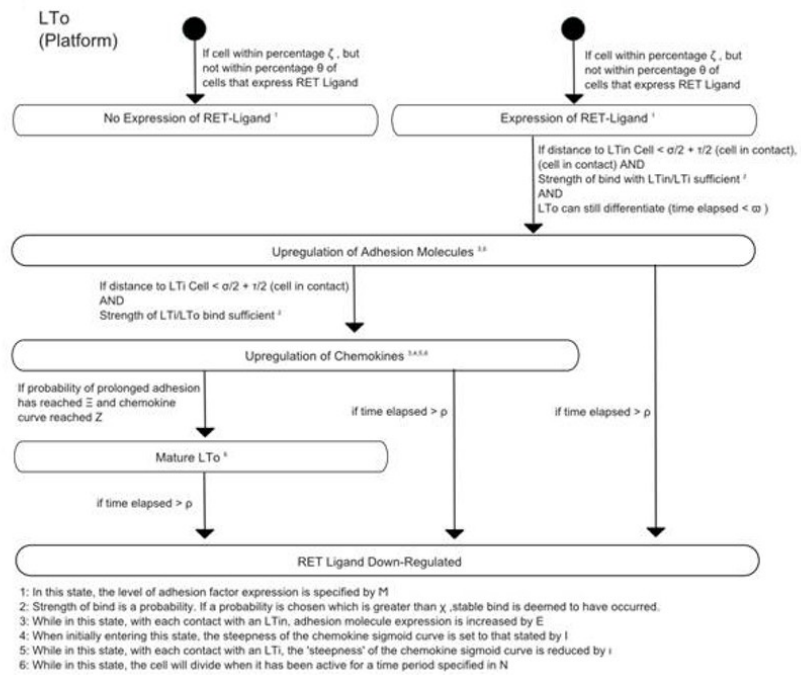 LTo
(Platform)
If cell within percentage ζ , but
not within percentage θ of
cells that express RET Ligand
If cell within percentage ζ , but
not within percentage θ of
cells that express RET Ligand
No Expression of RET-Ligand ¹
Expression of RET-Ligand ¹
If distance to LTin Cell < σ/2 + τ/2 (cell in contact),
(cell in contact) AND
Strength of bind with LTin/LTi sufficient ²
AND
LTo can still differentiate (time elapsed < ϖ )
Upregulation of Adhesion Molecules ³,⁶
If distance to LTi Cell < σ/2 + τ/2 (cell in contact)
AND
Strength of LTi/LTo bind sufficient ²
Upregulation of Chemokines ³,⁴,⁵,⁶
If probability of prolonged adhesion
has reached Ξ and chemokine
curve reached Z
if time elapsed > ρ
if time elapsed > ρ
Mature LTo ⁶
if time elapsed > ρ
RET Ligand Down-Regulated
1: In this state, the level of adhesion factor expression is specified by M
2: Strength of bind is a probability. If a probability is chosen which is greater than χ ,stable bind is deemed to have occurred.
3: While in this state, with each contact with an LTin, adhesion molecule expression is increased by E
4: When initially entering this state, the steepness of the chemokine sigmoid curve is set to that stated by I
5: While in this state, with each contact with an LTi, the 'steepness' of the chemokine sigmoid curve is reduced by ι
6: While in this state, the cell will divide when it has been active for a time period specified in N